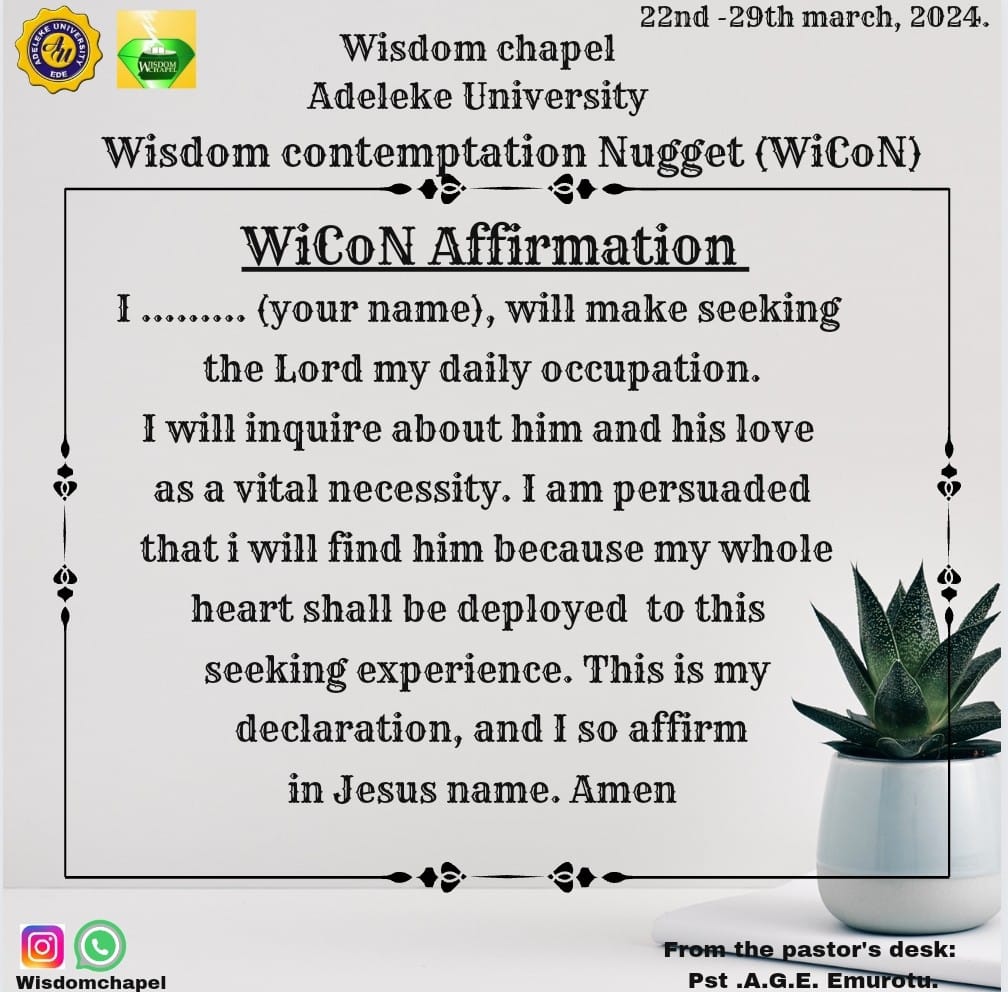 22nd -29th march, 2024.
ADELEKE UNIVERSITY
AU
EDE
WISDOM
CHAPEL
Wisdom chapel
Adeleke University
Wisdom contemptation Nugget (WiCoN)
WiCoN Affirmation
I ......... (your name), will make seeking
the Lord my daily occupation.
I will inquire about him and his love
as a vital necessity. I am persuaded
that i will find him because my whole
heart shall be deployed to this
seeking experience. This is my
declaration, and I so affirm
in Jesus name. Amen
Wisdomchapel
From the pastor's desk:
Pst .A.G.E. Emurotu.